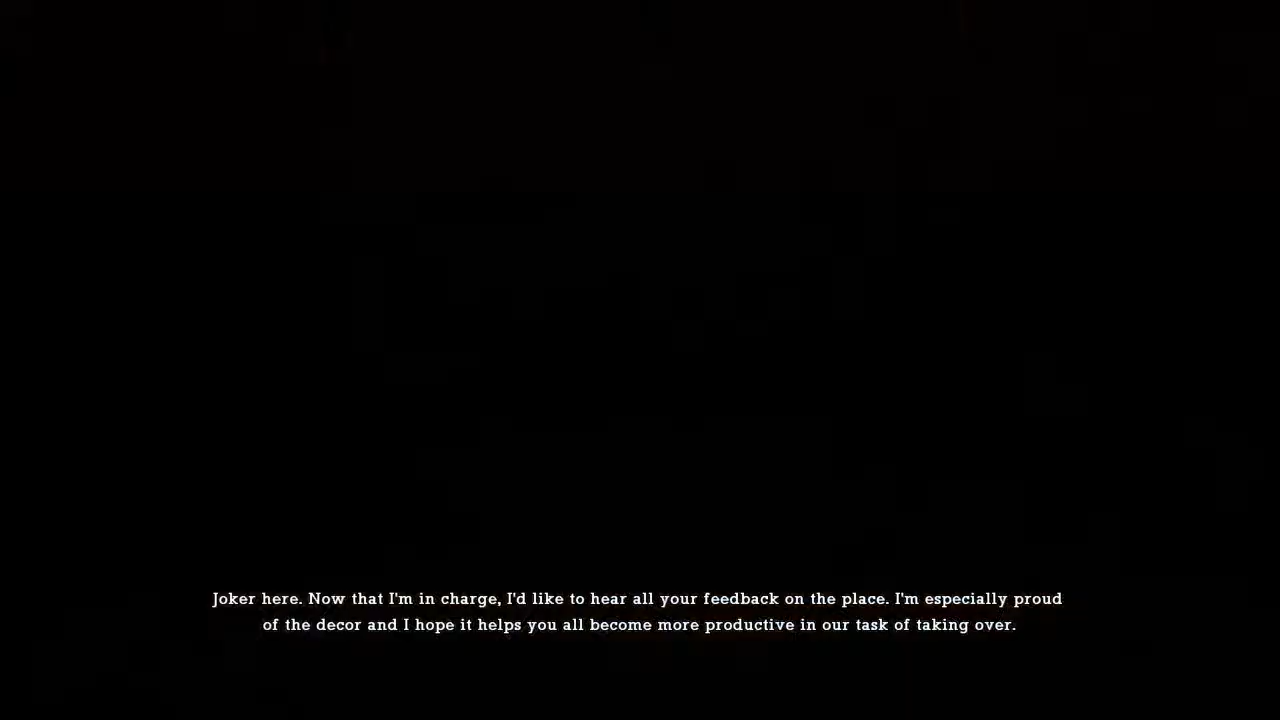 Joker here. Now that I'm in charge, I'd like to hear all your feedback on the place. I'm especially proud
of the decor and I hope it helps you all become more productive in our task of taking over.